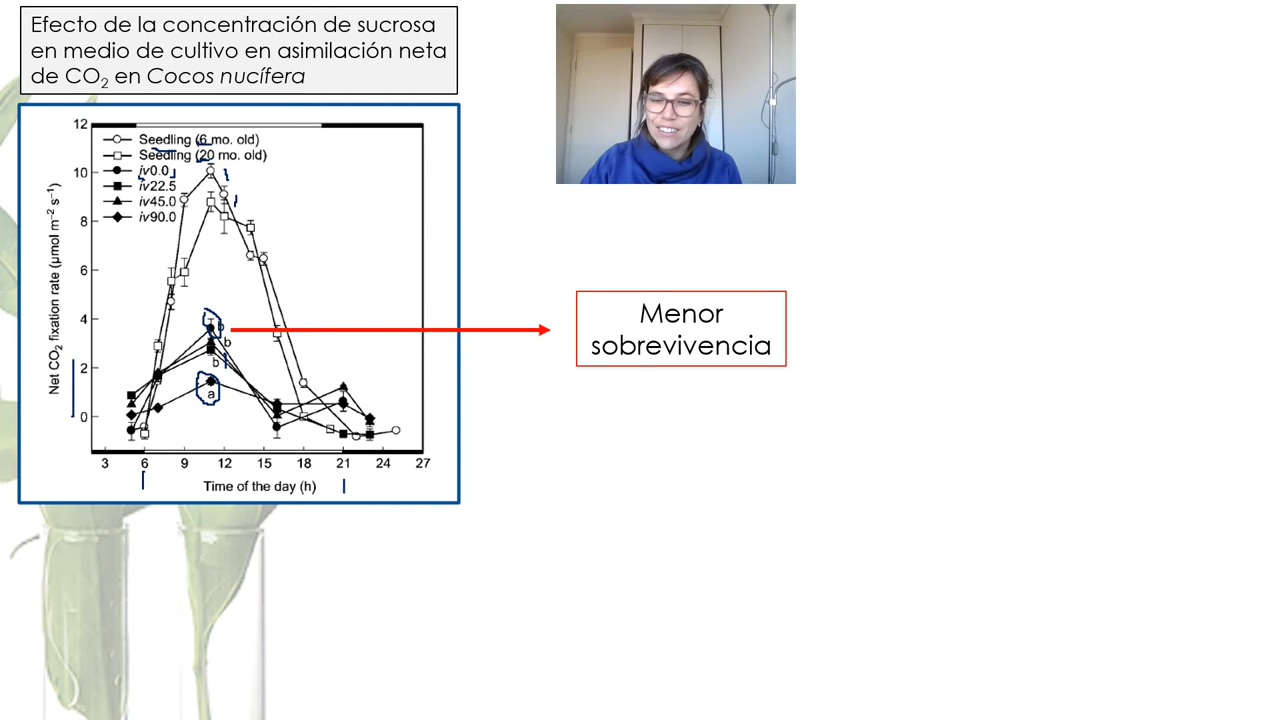 Efecto de la concentración de sucrosa
en medio de cultivo en asimilación neta
de CO₂ en Cocos nucífera
12
10
8
6
4
2
0
Net CO₂ fixation rate (μmol m⁻² s⁻¹)
Seedling (6 mo. old)
Seedling (20 mo. old)
iv0.0
iv22.5
iv45.0
iv90.0
b
b
b
a
3 6 9 12 15 18 21 24 27
Time of the day (h)
Menor
sobrevivencia